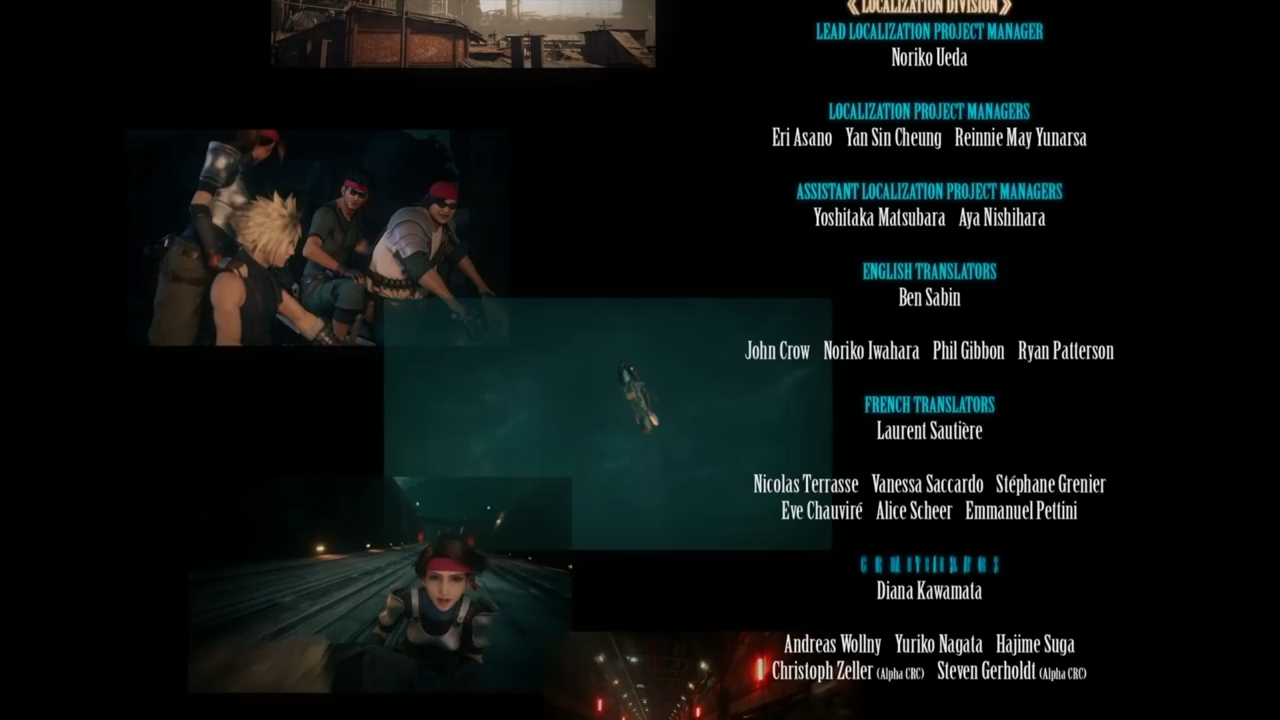 《LOCALIZATION DIVISION》
LEAD LOCALIZATION PROJECT MANAGER
Noriko Ueda
LOCALIZATION PROJECT MANAGERS
Eri Asano Yan Sin Cheung Reinnie May Yunarsa
ASSISTANT LOCALIZATION PROJECT MANAGERS
Yoshitaka Matsubara Aya Nishihara
ENGLISH TRANSLATORS
Ben Sabin
John Crow Noriko Iwahara Phil Gibbon Ryan Patterson
FRENCH TRANSLATORS
Laurent Sautière
Nicolas Terrasse Vanessa Saccardo Stéphane Grenier
Eve Chauviré Alice Scheer Emmanuel Pettini
Diana Kawamata
Andreas Wollny Yuriko Nagata Hajime Suga
Christoph Zeller (Alpha CRC) Steven Gerholdt (Alpha CRC)